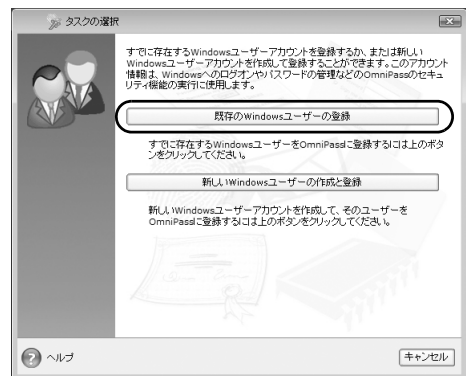 タスクの選択
すでに存在するWindowsユーザーアカウントを登録するか、または新しい
Windowsユーザーアカウントを作成して登録することができます。このアカウント
情報は、Windowsへのログオンやパスワードの管理などのOmniPassのセキュ
リティ機能の実行に使用します。
既存のWindowsユーザーの登録
すでに存在するWindowsユーザーをOmniPassに登録するには上のボタ
ンをクリックしてください。
新しいWindowsユーザーの作成と登録
新しいWindowsユーザーアカウントを作成して、そのユーザーを
OmniPassに登録するには上のボタンをクリックしてください。
ヘルプ
キャンセル